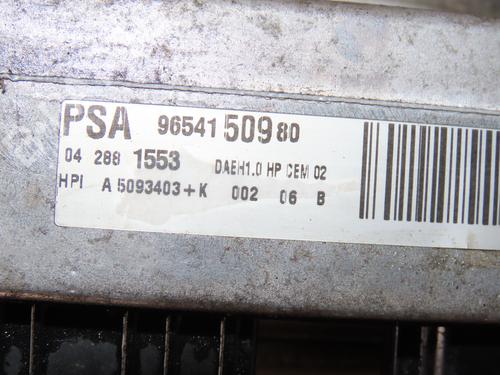 PSA 96541 509 80
04 288 1553 DAEH1.0 HP CEM 02
HPI A 5093403+K 002 06 B